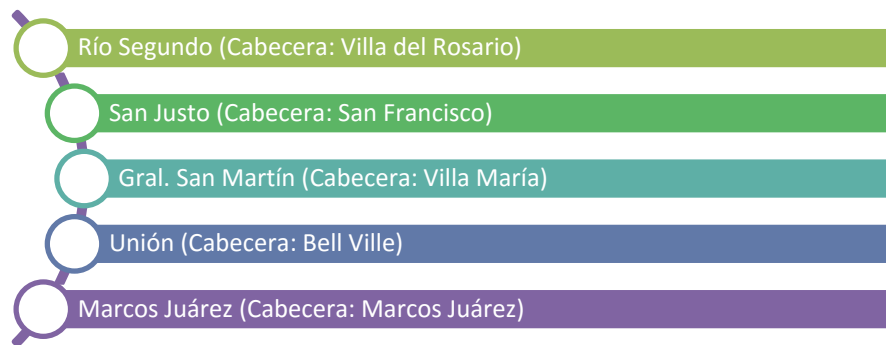 Río Segundo (Cabecera: Villa del Rosario)
San Justo (Cabecera: San Francisco)
Gral. San Martín (Cabecera: Villa María)
Unión (Cabecera: Bell Ville)
Marcos Juárez (Cabecera: Marcos Juárez)